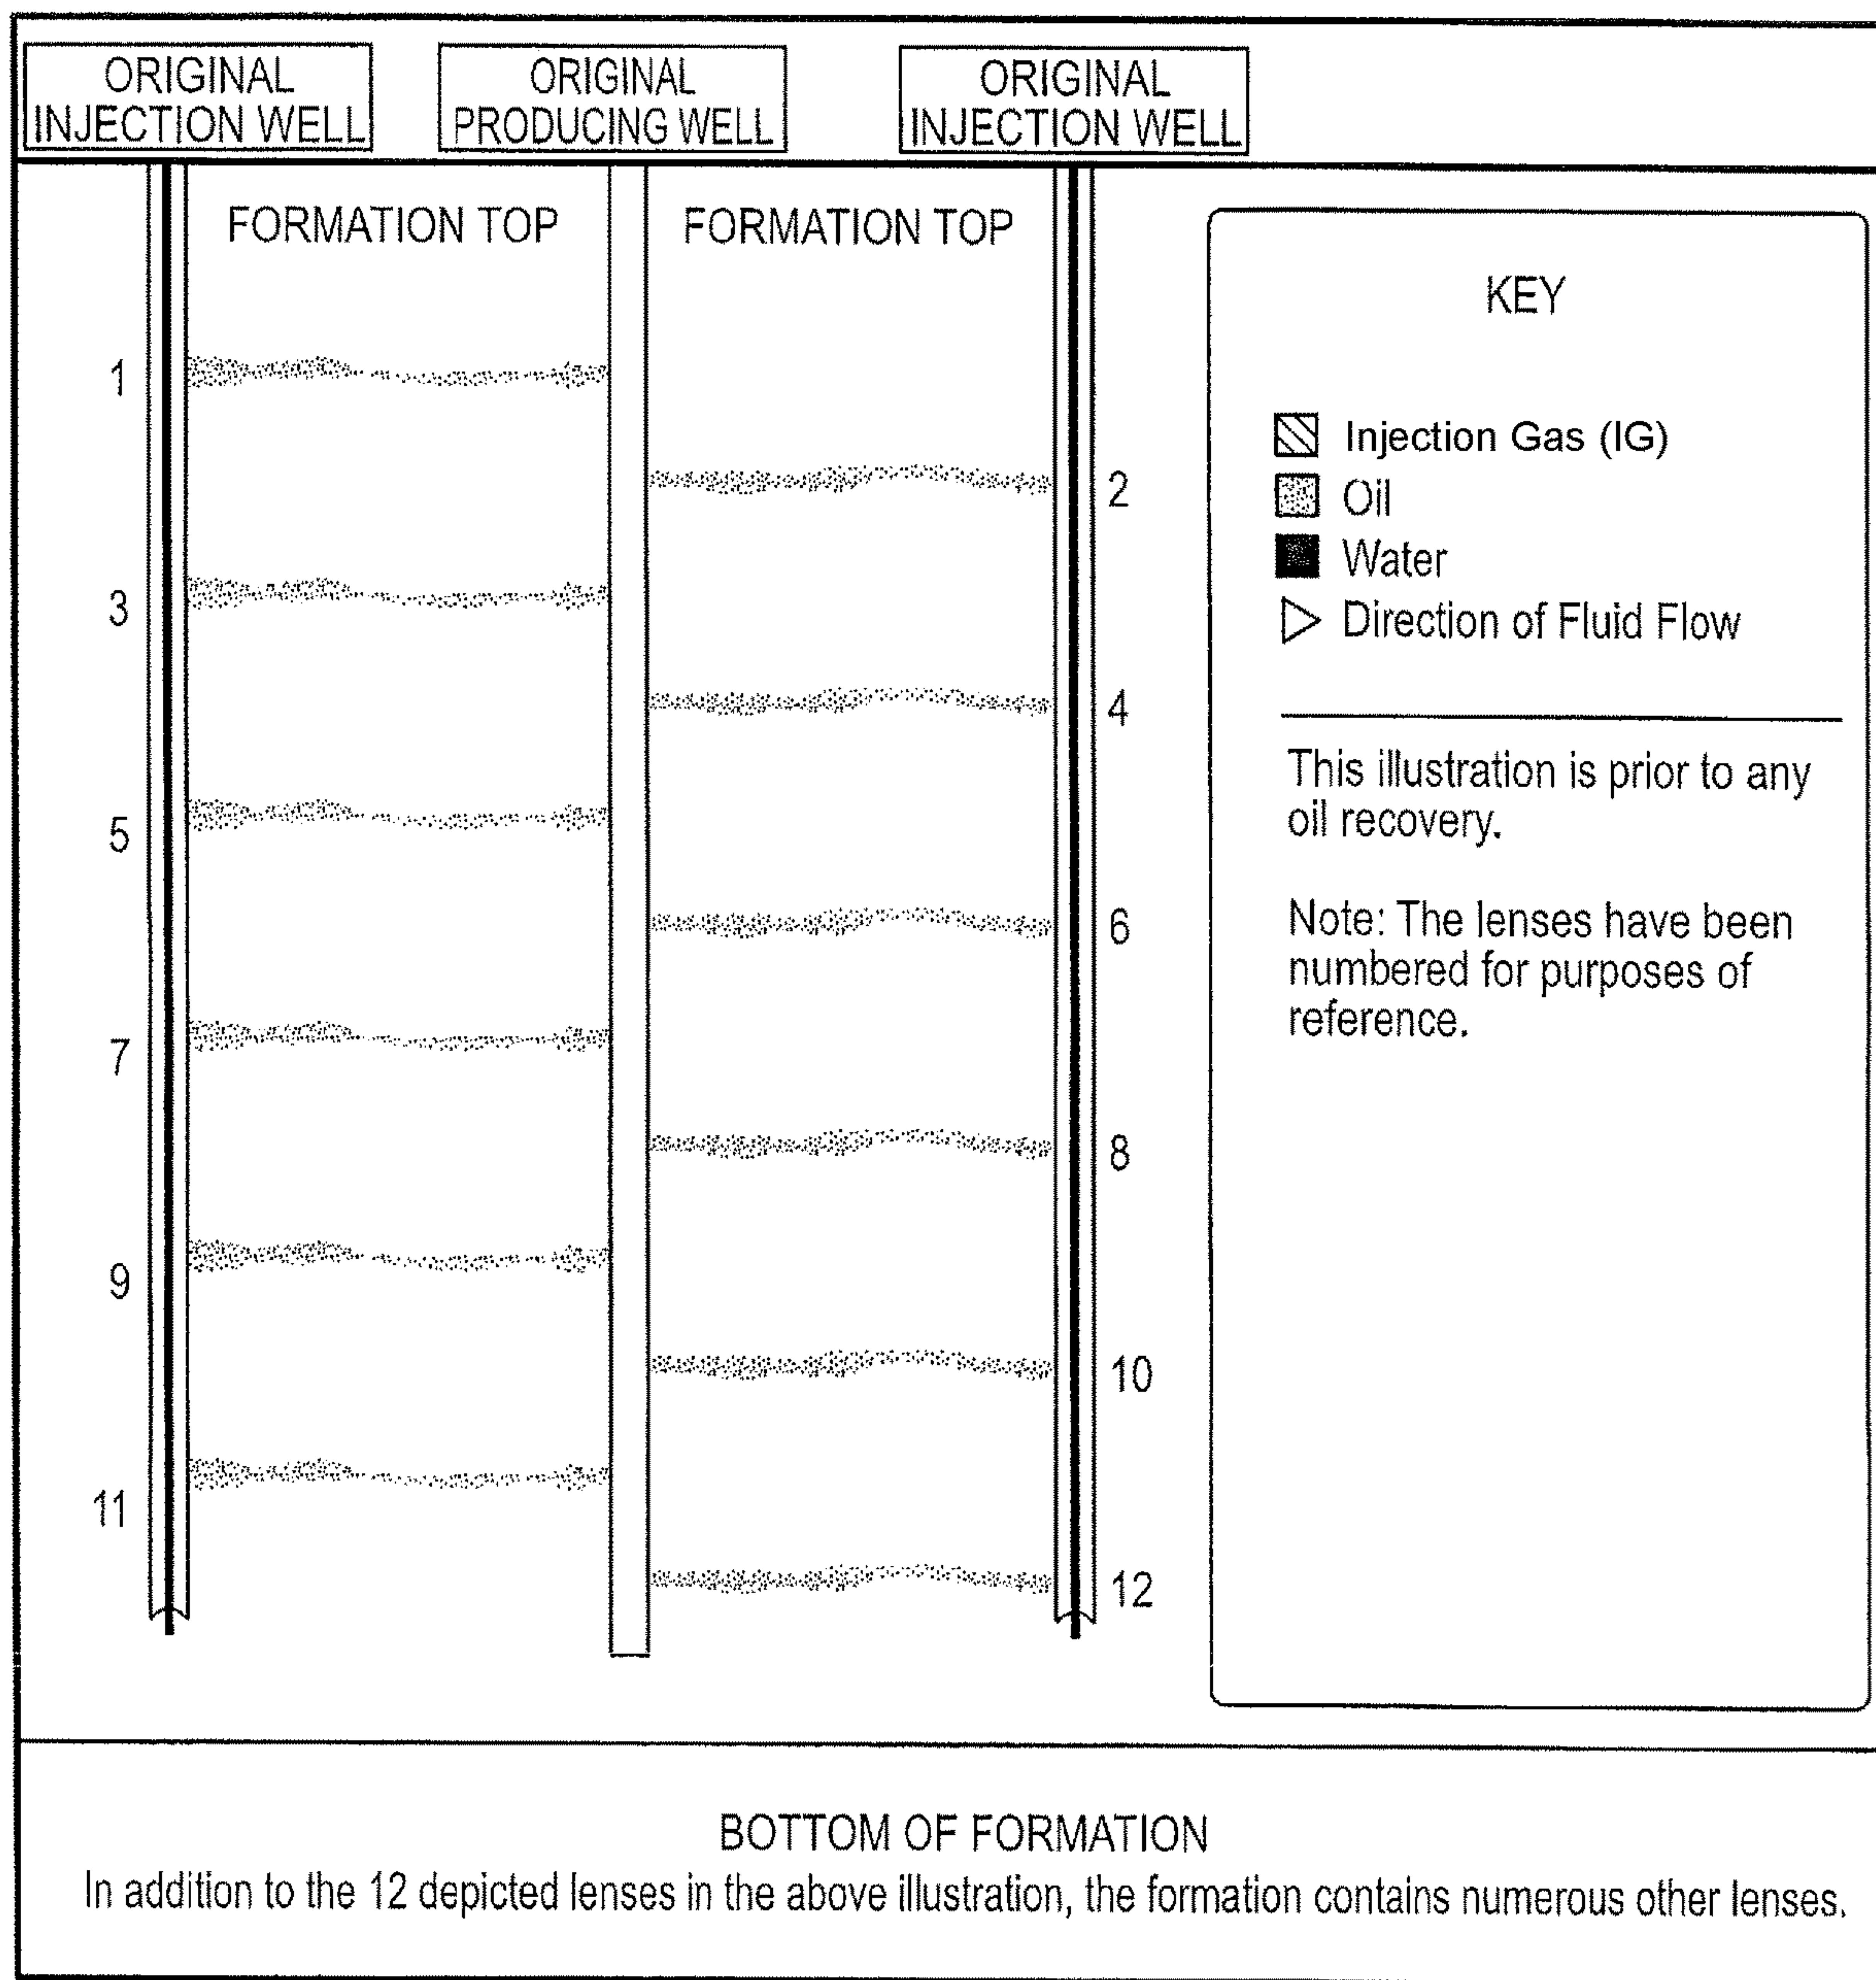 ORIGINAL
INJECTION WELL
ORIGINAL
PRODUCING WELL
ORIGINAL
INJECTION WELL
FORMATION TOP
FORMATION TOP
1
2
3
4
5
6
7
8
9
10
11
12
KEY
Injection Gas (IG)
Oil
Water
Direction of Fluid Flow
This illustration is prior to any
oil recovery.
Note: The lenses have been
numbered for purposes of
reference.
BOTTOM OF FORMATION
In addition to the 12 depicted lenses in the above illustration, the formation contains numerous other lenses.